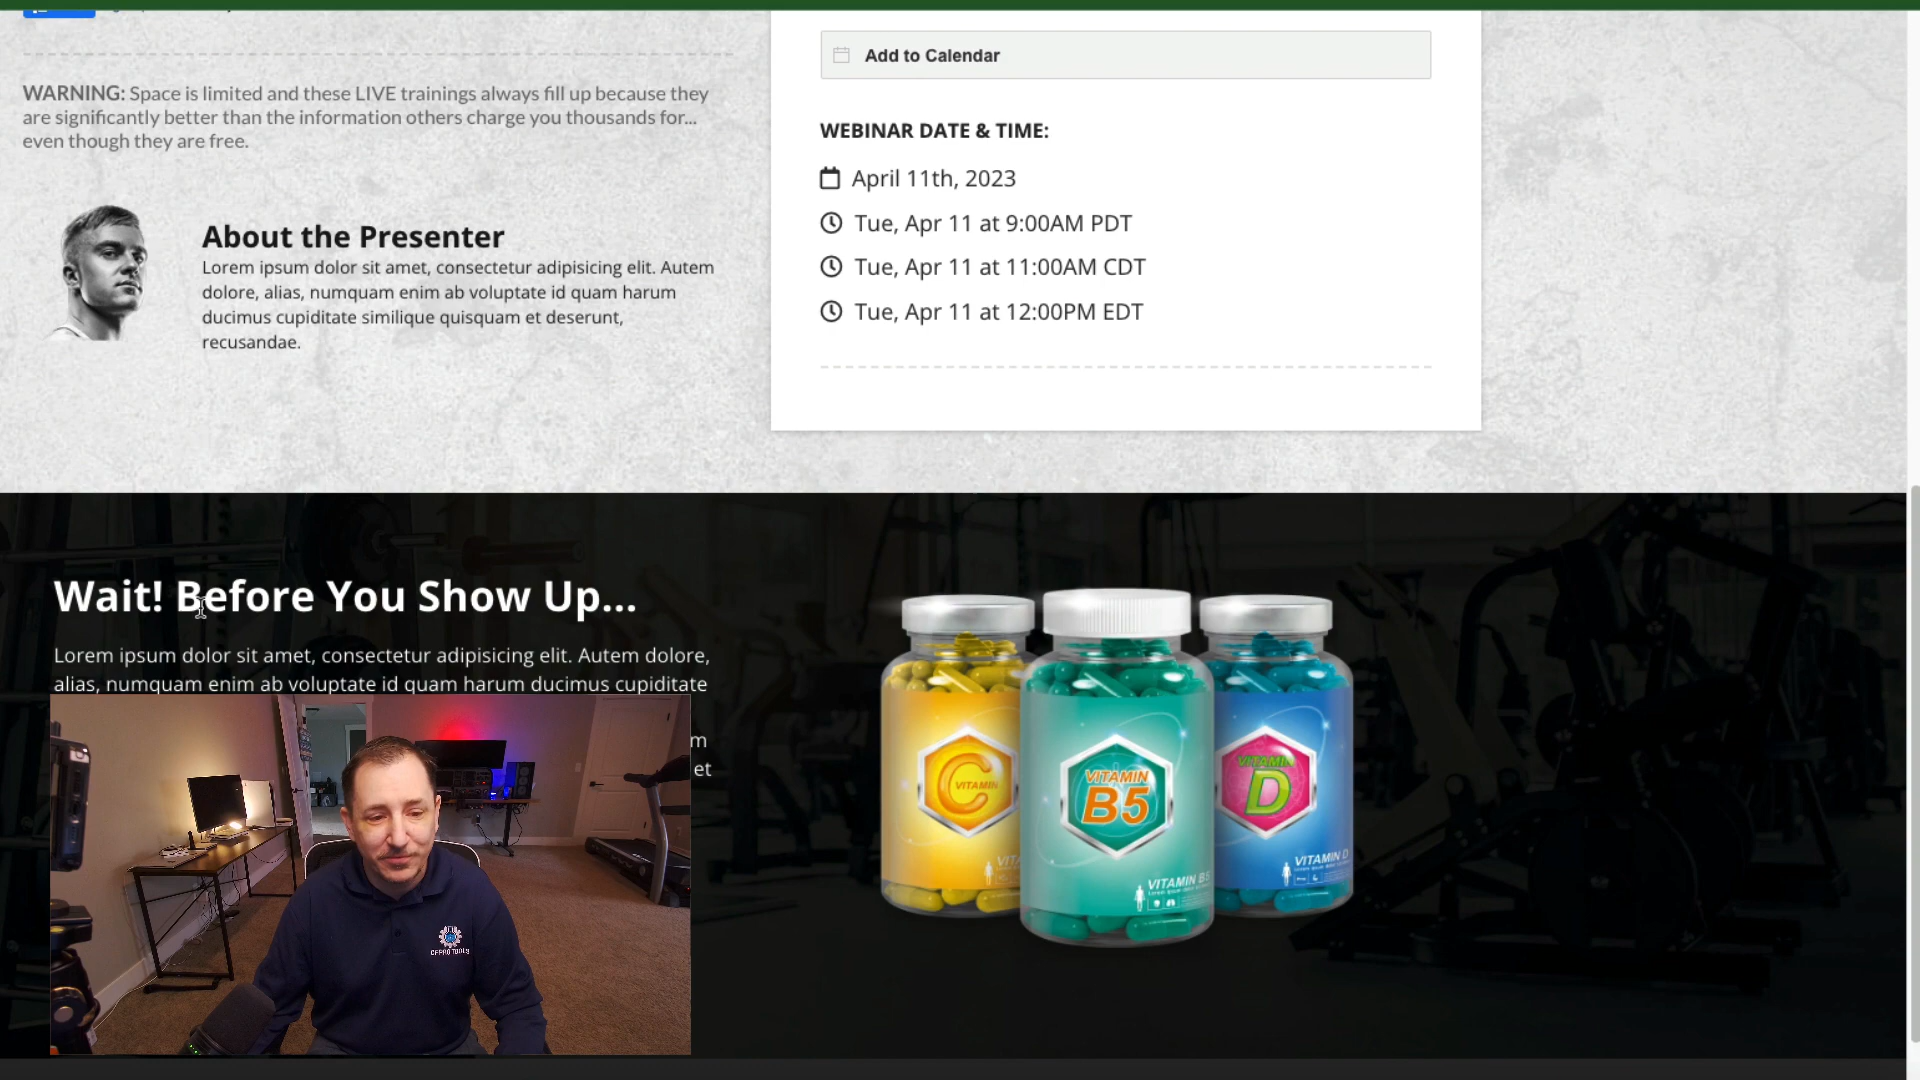 WARNING: Space is limited and these LIVE trainings always fill up because they
are significantly better than the information others charge you thousands for...
even though they are free.
About the Presenter
Lorem ipsum dolor sit amet, consectetur adipisicing elit. Autem
dolore, alias, numquam enim ab voluptate id quam harum
ducimus cupiditate similique quisquam et deserunt,
recusandae.
Add to Calendar
WEBINAR DATE & TIME:
April 11th, 2023
Tue, Apr 11 at 9:00AM PDT
Tue, Apr 11 at 11:00AM CDT
Tue, Apr 11 at 12:00PM EDT
Wait! Before You Show Up...
Lorem ipsum dolor sit amet, consectetur adipisicing elit. Autem dolore,
alias, numquam enim ab voluptate id quam harum ducimus cupiditate
m
et
CFPRO TOOLS
C
VITAMIN
VITAMIN
B5
VITAMIN B5
VITAMIN
D
VITAMIN D